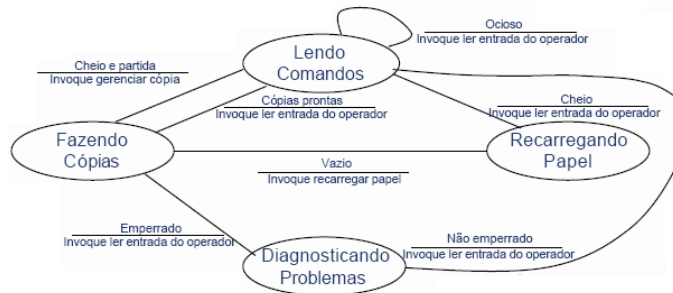 Ocioso
Invoque ler entrada do operador
Lendo
Comandos
Cheio e partida
Invoque gerenciar cópia
Cópias prontas
Invoque ler entrada do operador
Cheio
Invoque ler entrada do operador
Fazendo
Cópias
Recarregando
Papel
Vazio
Invoque recarregar papel
Emperrado
Invoque ler entrada do operador
Não emperrado
Invoque ler entrada do operador
Diagnosticando
Problemas